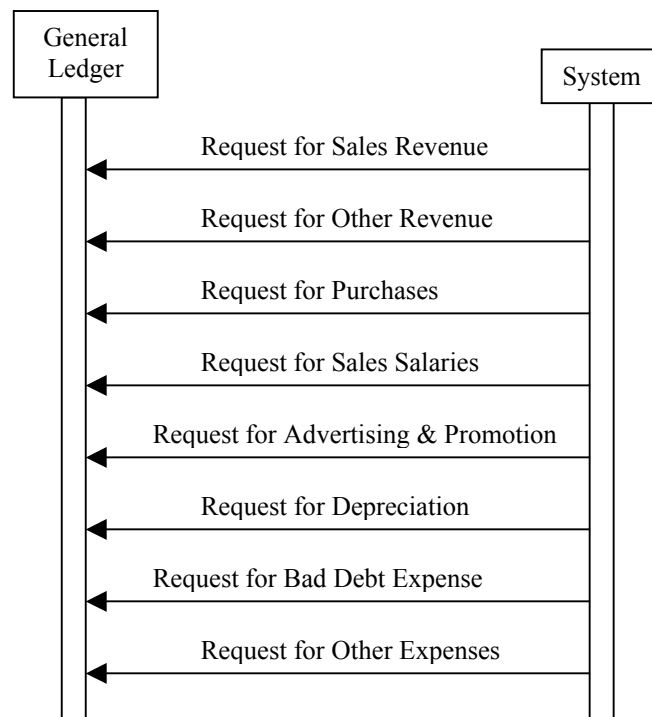 General
Ledger
System
Request for Sales Revenue
Request for Other Revenue
Request for Purchases
Request for Sales Salaries
Request for Advertising & Promotion
Request for Depreciation
Request for Bad Debt Expense
Request for Other Expenses